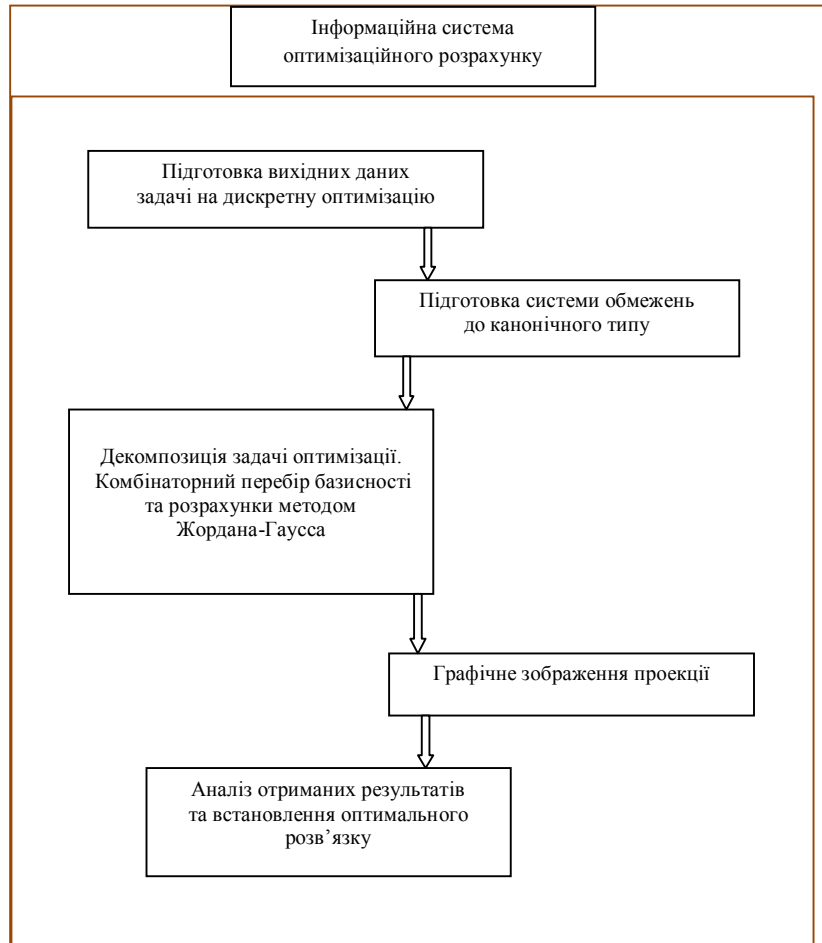 Інформаційна система
оптимізаційного розрахунку
Підготовка вихідних даних
задачі на дискретну оптимізацію
Підготовка системи обмежень
до канонічного типу
Декомпозиція задачі оптимізації.
Комбінаторний перебір базисності
та розрахунки методом
Жордана-Гаусса
Графічне зображення проекції
Аналіз отриманих результатів
та встановлення оптимального
розв’язку